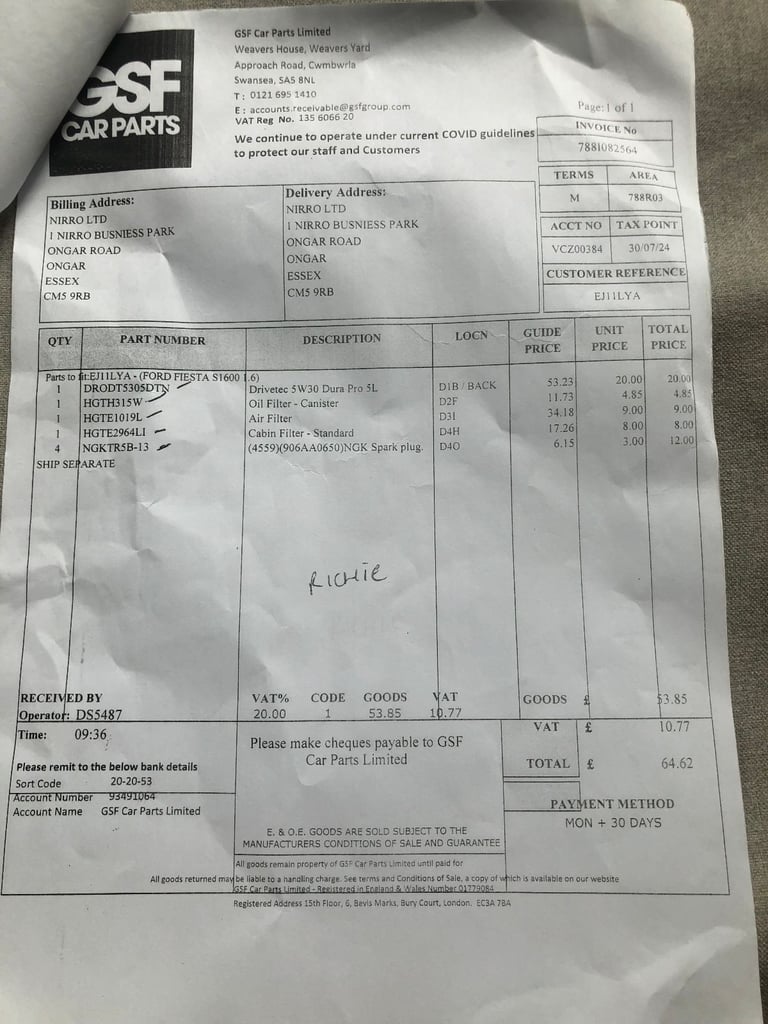 GSF
CAR PARTS
GSF Car Parts Limited
Weavers House, Weavers Yard
Approach Road, Cwmbwrla
Swansea, SA5 8NL
T: 0121 695 1410
E: accounts.receivable@gsfgroup.com
VAT Reg No. 135 6066 20
We continue to operate under current COVID guidelines
to protect our staff and Customers
Page: 1 of 1
INVOICE No
7881082564
TERMS AREA
M 788R03
ACCT NO TAX POINT
VCZ00384 30/07/24
CUSTOMER REFERENCE
EJ11LYA
Billing Address:
NIRRO LTD
1 NIRRO BUSNIESS PARK
ONGAR ROAD
ONGAR
ESSEX
CM5 9RB
Delivery Address:
NIRRO LTD
1 NIRRO BUSNIESS PARK
ONGAR ROAD
ONGAR
ESSEX
CM5 9RB
QTY PART NUMBER DESCRIPTION LOCN GUIDE PRICE UNIT PRICE TOTAL PRICE
Parts to fit:EJ11LYA - (FORD FIESTA S1600 1.6)
1 DRODT5305DTN Drivetec 5W30 Dura Pro 5L D1B / BACK 53.23 20.00 20.00
1 HGTH315W Oil Filter - Canister D2F 11.73 4.85 4.85
1 HGTE1019L Air Filter D3I 34.18 9.00 9.00
1 HGTE2964LI Cabin Filter - Standard D4H 17.26 8.00 8.00
4 NGKTR5B-13 (4559)(906AA0650)NGK Spark plug. D4O 6.15 3.00 12.00
SHIP SEPARATE
RICHIE
RECEIVED BY
Operator: DS5487
Time: 09:36
VAT% CODE GOODS VAT
20.00 1 53.85 10.77
GOODS £ 53.85
VAT £ 10.77
TOTAL £ 64.62
Please remit to the below bank details
Sort Code 20-20-53
Account Number 93491064
Account Name GSF Car Parts Limited
Please make cheques payable to GSF
Car Parts Limited
PAYMENT METHOD
MON + 30 DAYS
E. & O.E. GOODS ARE SOLD SUBJECT TO THE
MANUFACTURERS CONDITIONS OF SALE AND GUARANTEE
All goods remain property of GSF Car Parts Limited until paid for
All goods returned may be liable to a handling charge. See terms and Conditions of Sale, a copy of which is available on our website
GSF Car Parts Limited - Registered in England & Wales Number 01779084
Registered Address 15th Floor, 6, Bevis Marks, Bury Court, London. EC3A 7BA